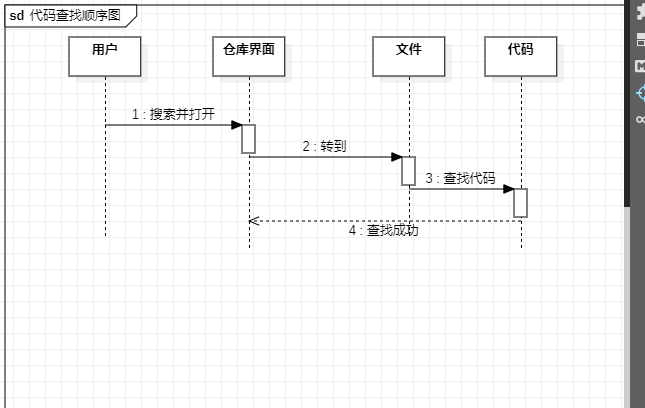 sd 代码查找顺序图
用户 仓库界面 文件 代码
1 : 搜索并打开
2 : 转到
3 : 查找代码
4 : 查找成功